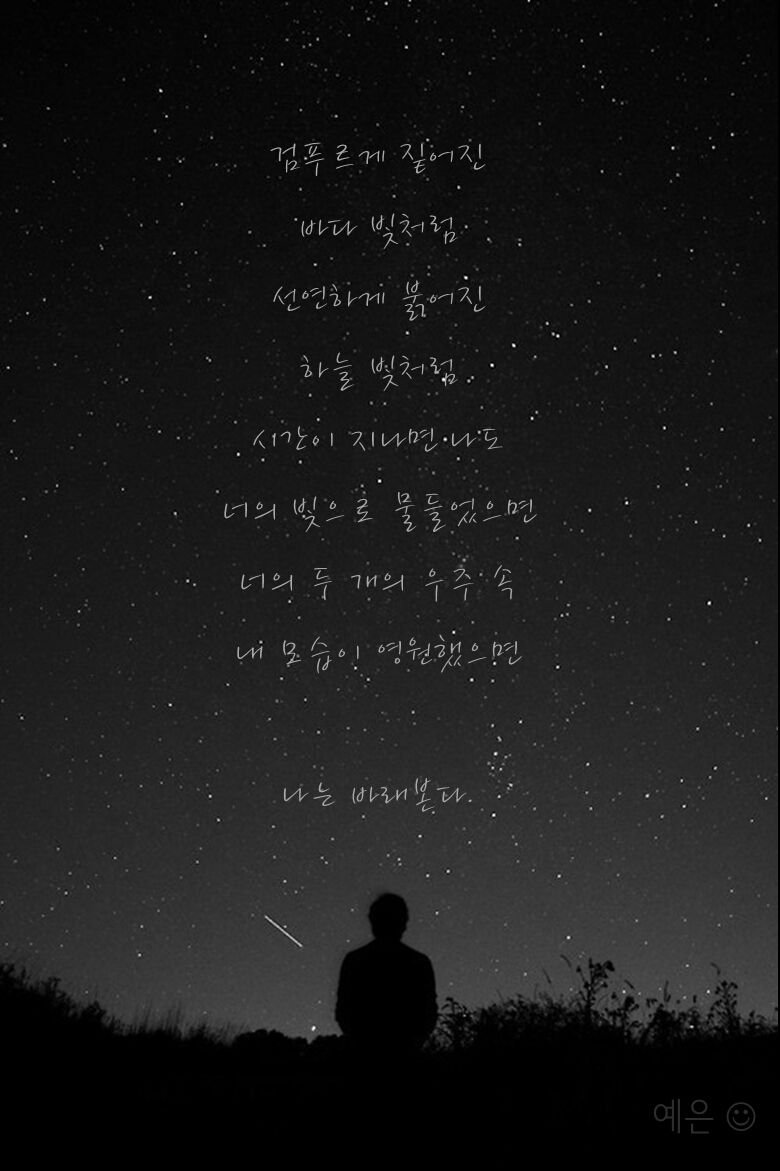 검푸르게 짙어진
바다 빛처럼
선연하게 붉어진
하늘 빛처럼
시간이 지나면 나도
너의 빛으로 물들었으면
너의 두 개의 우주 속
내 모습이 영원했으면
나는 바래본다.
예은 ☺